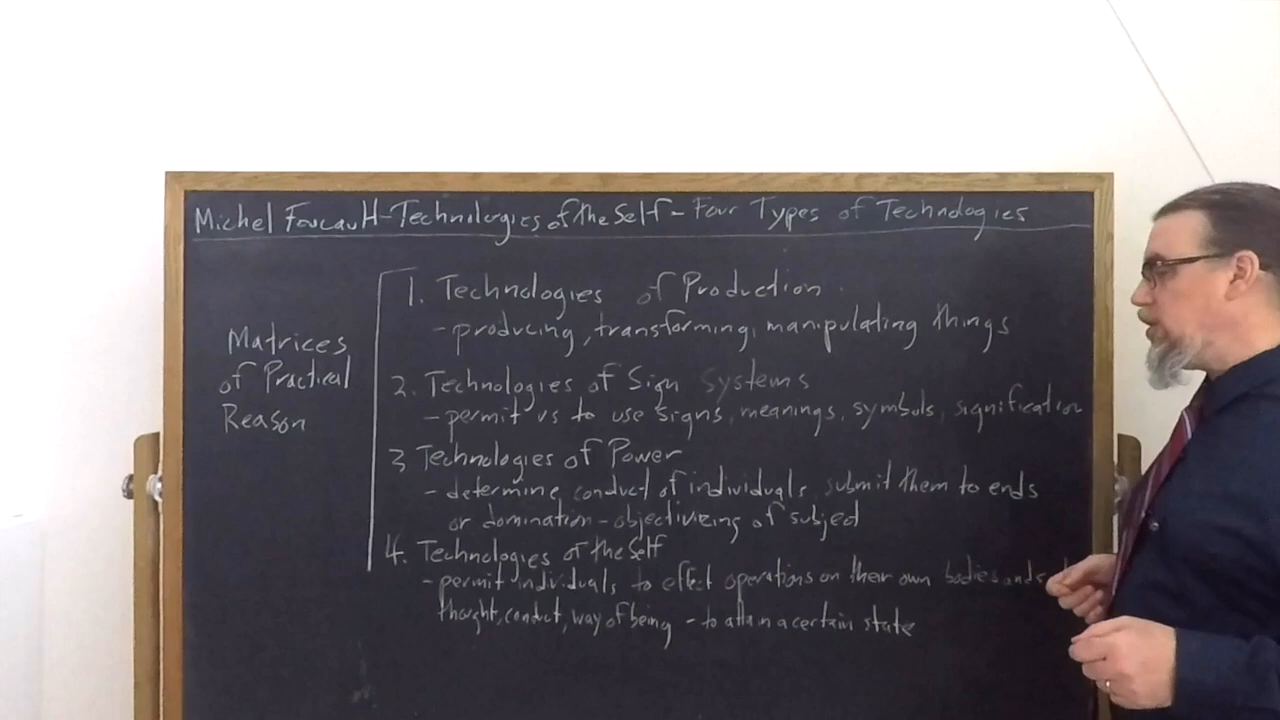 Michel Foucault - Technologies of the Self - Four Types of Technologies
Matrices
of Practical
Reason
1. Technologies of Production
- producing, transforming, manipulating things
2. Technologies of Sign Systems
- permit us to use signs, meanings, symbols, signification
3 Technologies of Power
- determine conduct of individuals, submit them to ends
or domination - objectivizing of subject
4. Technologies of the Self
- permit individuals to effect operations on their own bodies and
thought, conduct, way of being - to attain a certain state